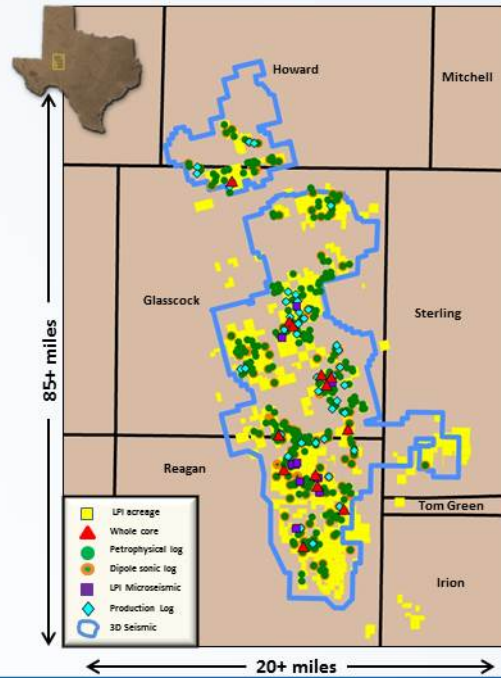 Howard
Mitchell
Glasscock
Sterling
85+ miles
Reagan
Tom Green
Irion
LPI acreage
Whole core
Petrophysical log
Dipole sonic log
LPI Microseismic
Production Log
3D Seismic
20+ miles